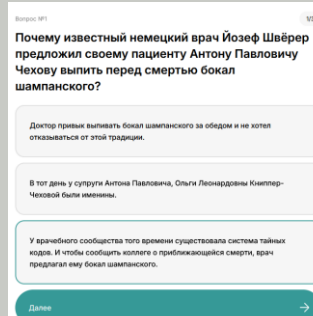 Вопрос №1
1/3
Почему известный немецкий врач Йозеф Швёрер
предложил своему пациенту Антону Павловичу
Чехову выпить перед смертью бокал
шампанского?
Доктор привык выпивать бокал шампанского за обедом и не хотел
отказываться от этой традиции.
В тот день у супруги Антона Павловича, Ольги Леонардовны Книппер-
Чеховой были именины.
У врачебного сообщества того времени существовала система тайных
кодов. И чтобы сообщить коллеге о приближающейся смерти, врач
предлагал ему бокал шампанского.
Далее